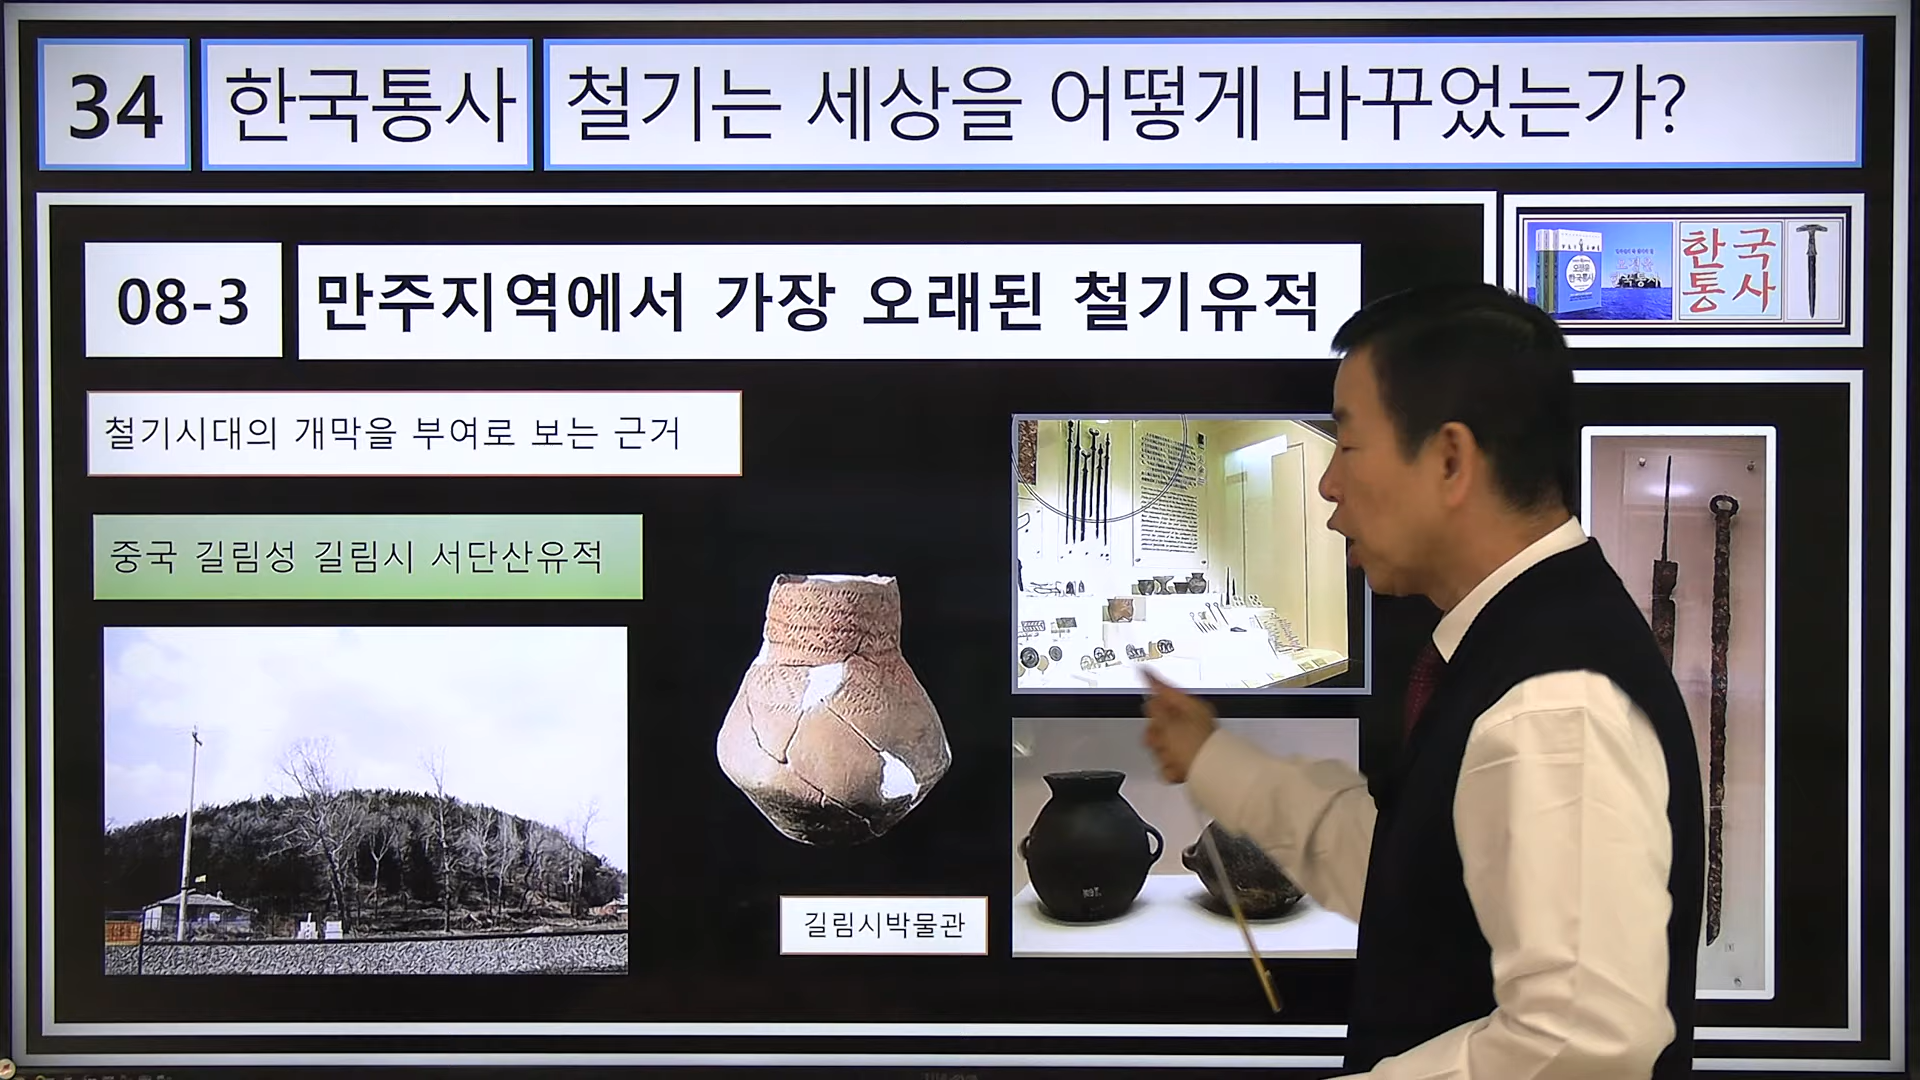 34
한국통사
철기는 세상을 어떻게 바꾸었는가?
한국
통사
08-3
만주지역에서 가장 오래된 철기유적
철기시대의 개막을 부여로 보는 근거
중국 길림성 길림시 서단산유적
길림시박물관